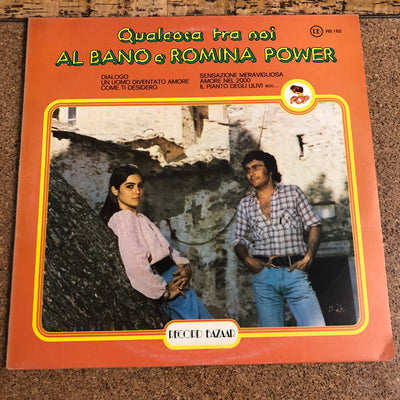 Qualcosa tra noi
RB 162
AL BANO e ROMINA POWER
DIALOGO
UN UOMO DIVENTATO AMORE
COME TI DESIDERO
SENSAZIONE MERAVIGLIOSA
AMORE NEL 2000
IL PIANTO DEGLI ULIVI ecc...
POP
RECORD BAZAAR